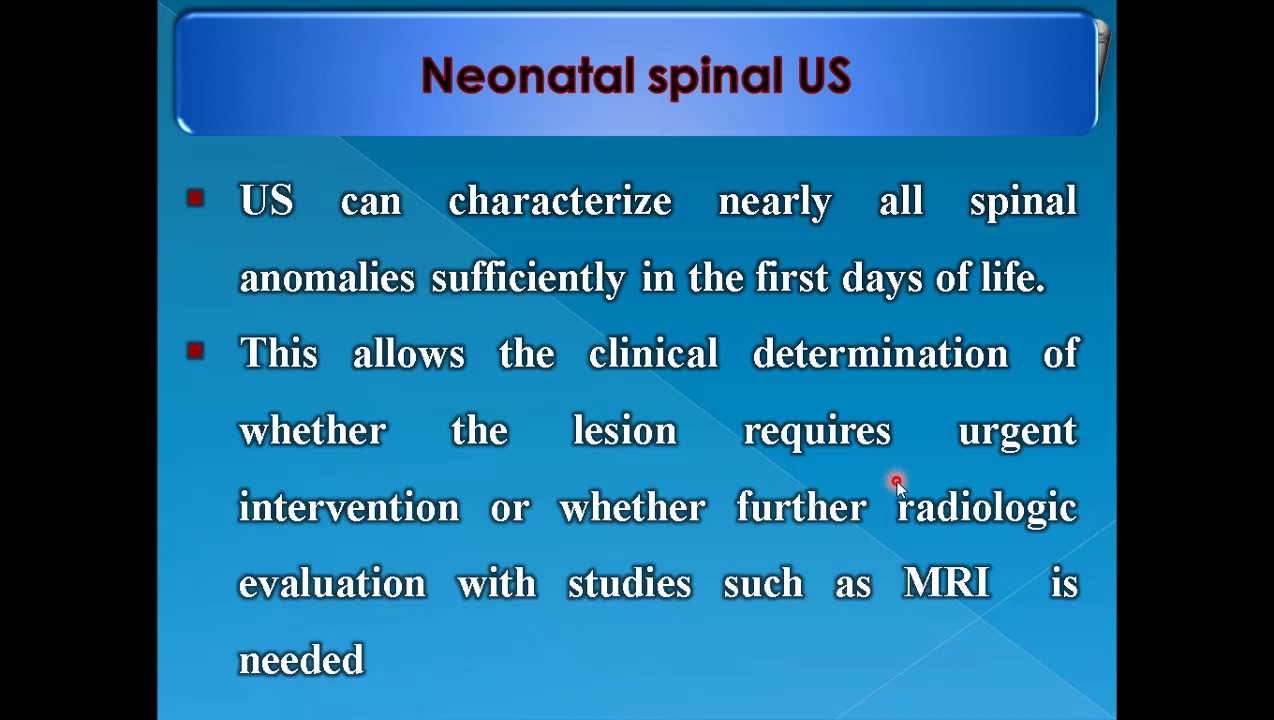 Neonatal spinal US
US can characterize nearly all spinal
anomalies sufficiently in the first days of life.
This allows the clinical determination of
whether the lesion requires urgent
intervention or whether further radiologic
evaluation with studies such as MRI is
needed